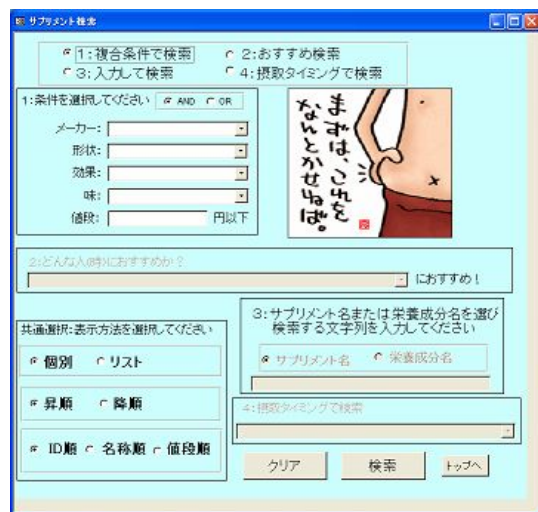 サプリメント検索
1:複合条件で検索 2:おすすめ検索
3:入力して検索 4:摂取タイミングで検索
1:条件を選択してください AND OR
メーカー:
形状:
効果:
味:
値段: 円以下
まずは、これを
なんとかせねば。
2:どんな人(時)におすすめか?
におすすめ!
共通選択:表示方法を選択してください
個別 リスト
昇順 降順
ID順 名称順 値段順
3:サプリメント名または栄養成分名を選び
検索する文字列を入力してください
サプリメント名 栄養成分名
4:摂取タイミングで検索
クリア 検索 トップへ